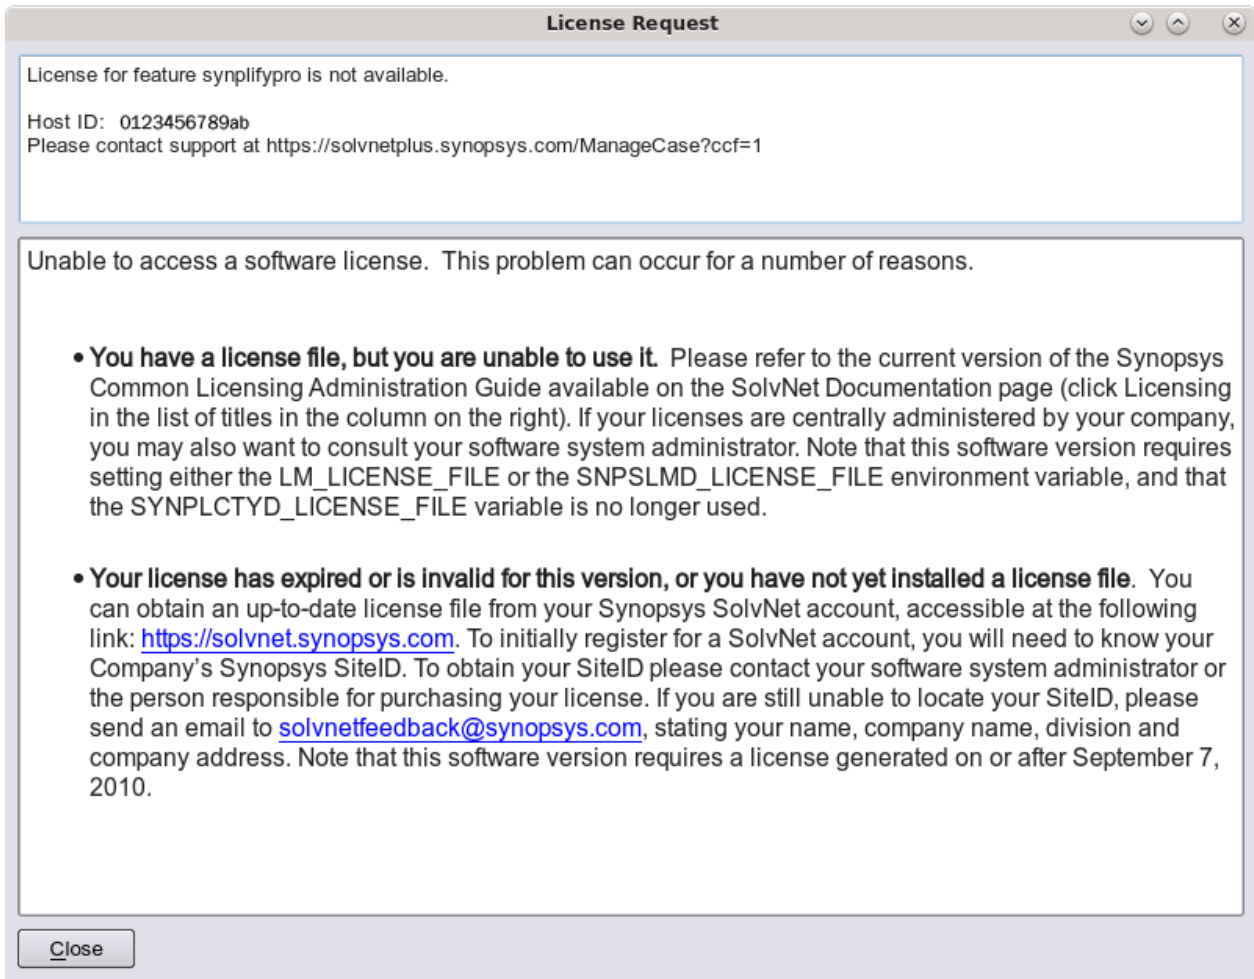 License Request
License for feature synplifypro is not available.
Host ID: 0123456789ab
Please contact support at https://solvnetplus.synopsys.com/ManageCase?ccf=1
Unable to access a software license. This problem can occur for a number of reasons.
• You have a license file, but you are unable to use it. Please refer to the current version of the Synopsys
Common Licensing Administration Guide available on the SolvNet Documentation page (click Licensing
in the list of titles in the column on the right). If your licenses are centrally administered by your company,
you may also want to consult your software system administrator. Note that this software version requires
setting either the LM_LICENSE_FILE or the SNPSLMD_LICENSE_FILE environment variable, and that
the SYNPLCTYD_LICENSE_FILE variable is no longer used.
• Your license has expired or is invalid for this version, or you have not yet installed a license file. You
can obtain an up-to-date license file from your Synopsys SolvNet account, accessible at the following
link: https://solvnet.synopsys.com. To initially register for a SolvNet account, you will need to know your
Company’s Synopsys SiteID. To obtain your SiteID please contact your software system administrator or
the person responsible for purchasing your license. If you are still unable to locate your SiteID, please
send an email to solvnetfeedback@synopsys.com, stating your name, company name, division and
company address. Note that this software version requires a license generated on or after September 7,
2010.
Close